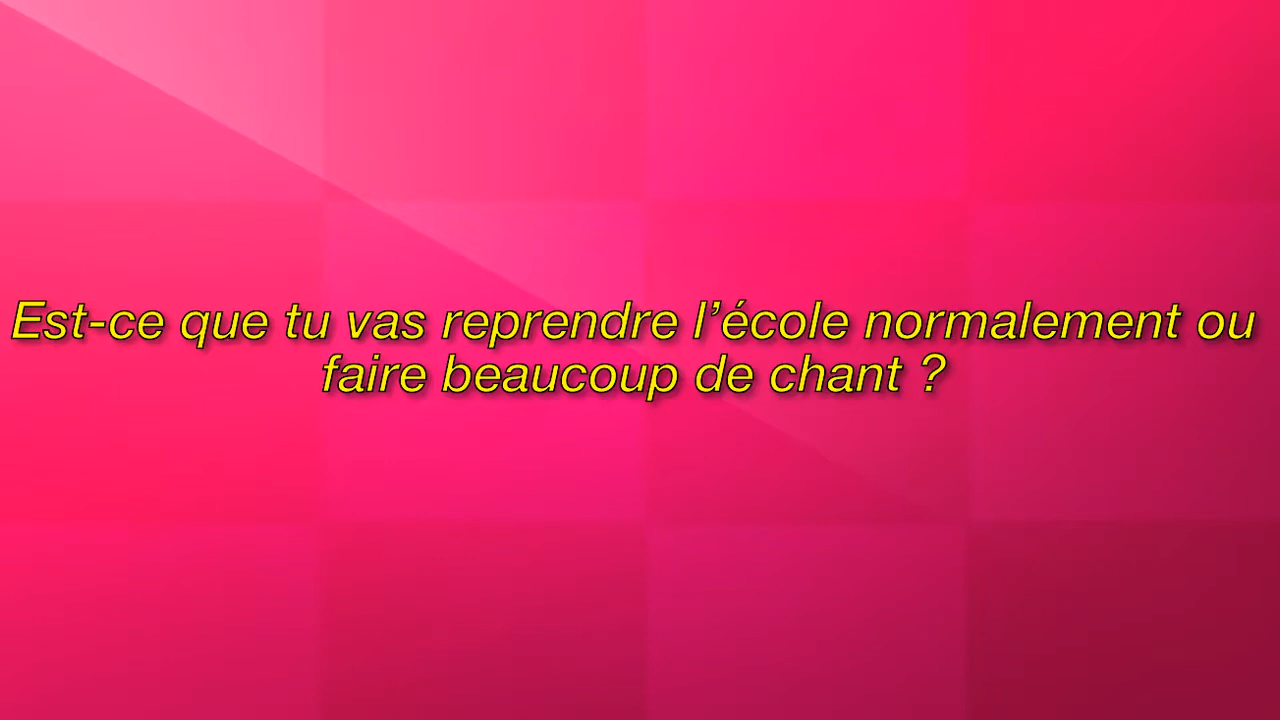 Est-ce que tu vas reprendre l’école normalement ou
faire beaucoup de chant ?